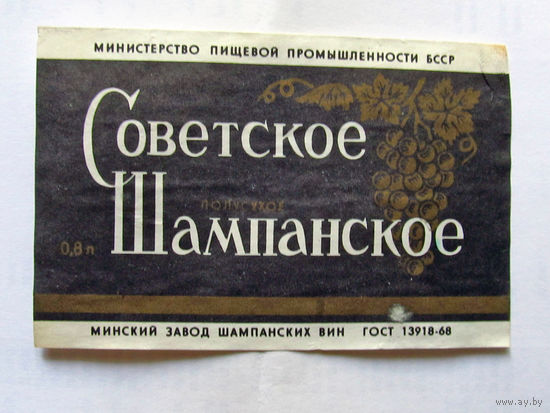 МИНИСТЕРСТВО ПИЩЕВОЙ ПРОМЫШЛЕННОСТИ БССР
Советское
ПОЛУСУХОЕ
0,8 л
Шампанское
МИНСКИЙ ЗАВОД ШАМПАНСКИХ ВИН ГОСТ 13918-68
www.ay.by